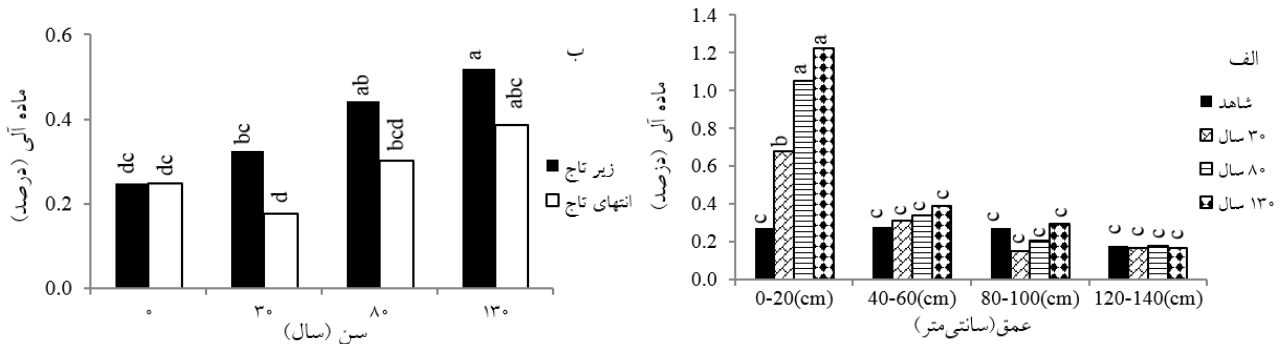 الف
ماده آلی (درصد)
1.4
1.2
1.0
0.8
0.6
0.4
0.2
0.0
c b a a
c c c c
c c c c
c c c c
0-20(cm) 40-60(cm) 80-100(cm) 120-140(cm)
عمق(سانتی‌متر)
شاهد
۳۰ سال
۸۰ سال
۱۳۰ سال
ب
ماده آلی (درصد)
0.6
0.4
0.2
0.0
dc dc
bc d
ab bcd
a abc
۰ ۳۰ ۸۰ ۱۳۰
سن (سال)
زیر تاج
انتهای تاج